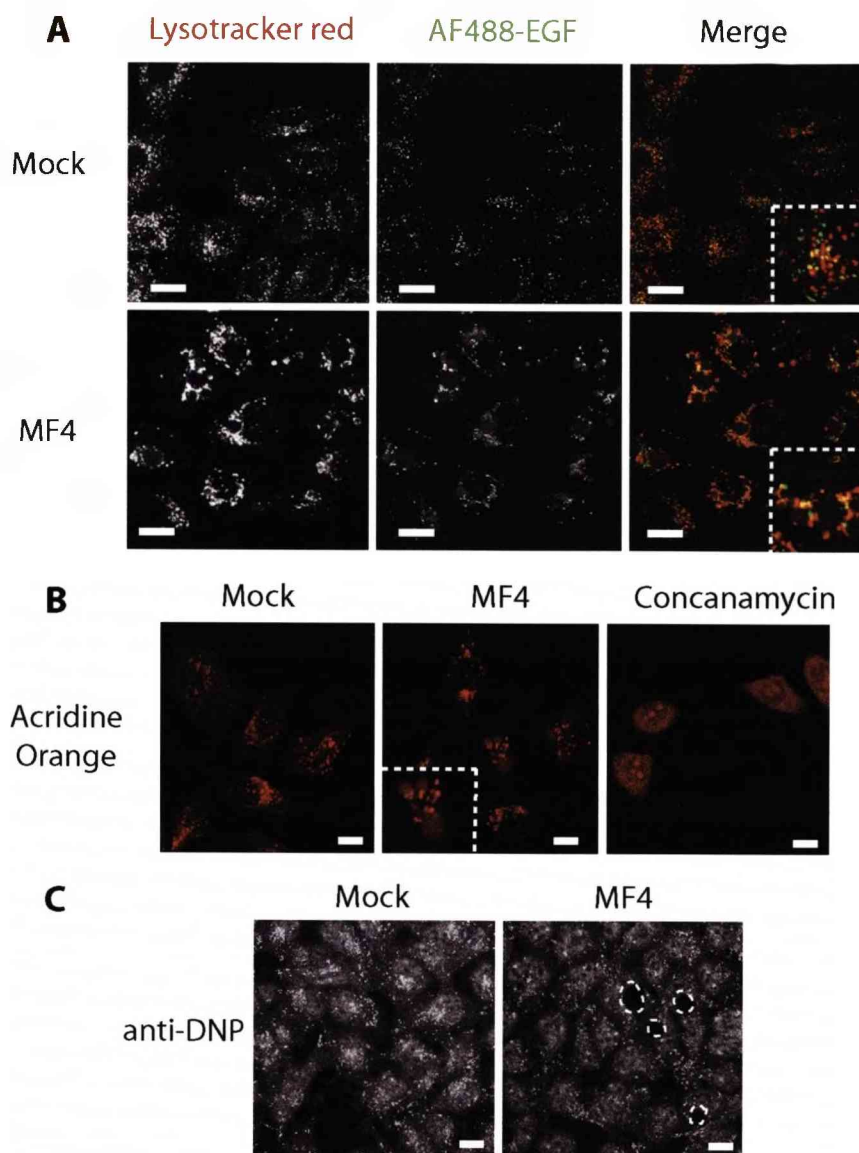 A
Lysotracker red AF488-EGF Merge
Mock
MF4
B
Mock MF4 Concanamycin
Acridine
Orange
C
Mock MF4
anti-DNP